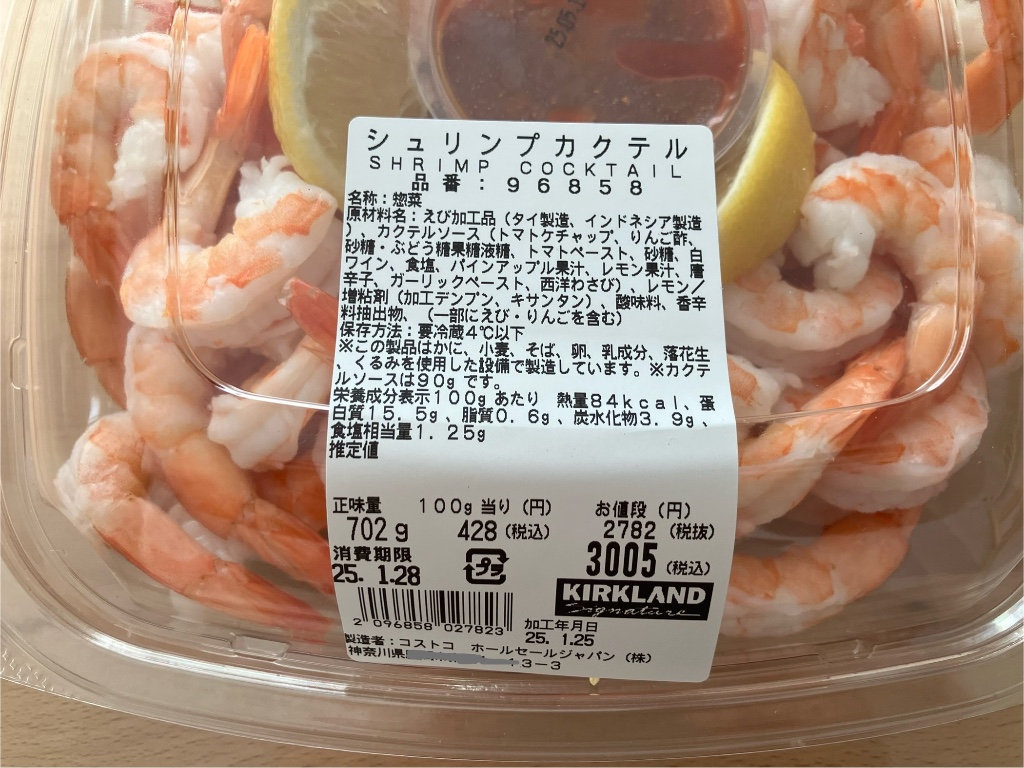 25.05.1
シュリンプカクテル
SHRIMP COCKTAIL
品番：96858
名称：惣菜
原材料名：えび加工品（タイ製造、インドネシア製造
）、カクテルソース（トマトケチャップ、りんご酢、
砂糖・ぶどう糖果糖液糖、トマトペースト、砂糖、白
ワイン、食塩、パインアップル果汁、レモン果汁、唐
辛子、ガーリックペースト、西洋わさび）、レモン／
増粘剤（加工デンプン、キサンタン）、酸味料、香辛
料抽出物、（一部にえび・りんごを含む）
保存方法：要冷蔵4℃以下
※この製品はかに、小麦、そば、卵、乳成分、落花生
、くるみを使用した設備で製造しています。※カクテ
ルソースは90gです。
栄養成分表示100gあたり　熱量84kcal、蛋
白質15．5g、脂質0．6g、炭水化物3．9g、
食塩相当量1．25g
推定値
正味量　100g当り（円）　お値段（円）
702g　428（税込）　2782（税抜）
消費期限　3005（税込）
25. 1.28　プラ
KIRKLAND
Signature
2 096858 027823　加工年月日
25. 1.25
製造者：コストコ　ホールセールジャパン（株）
神奈川県 13－3